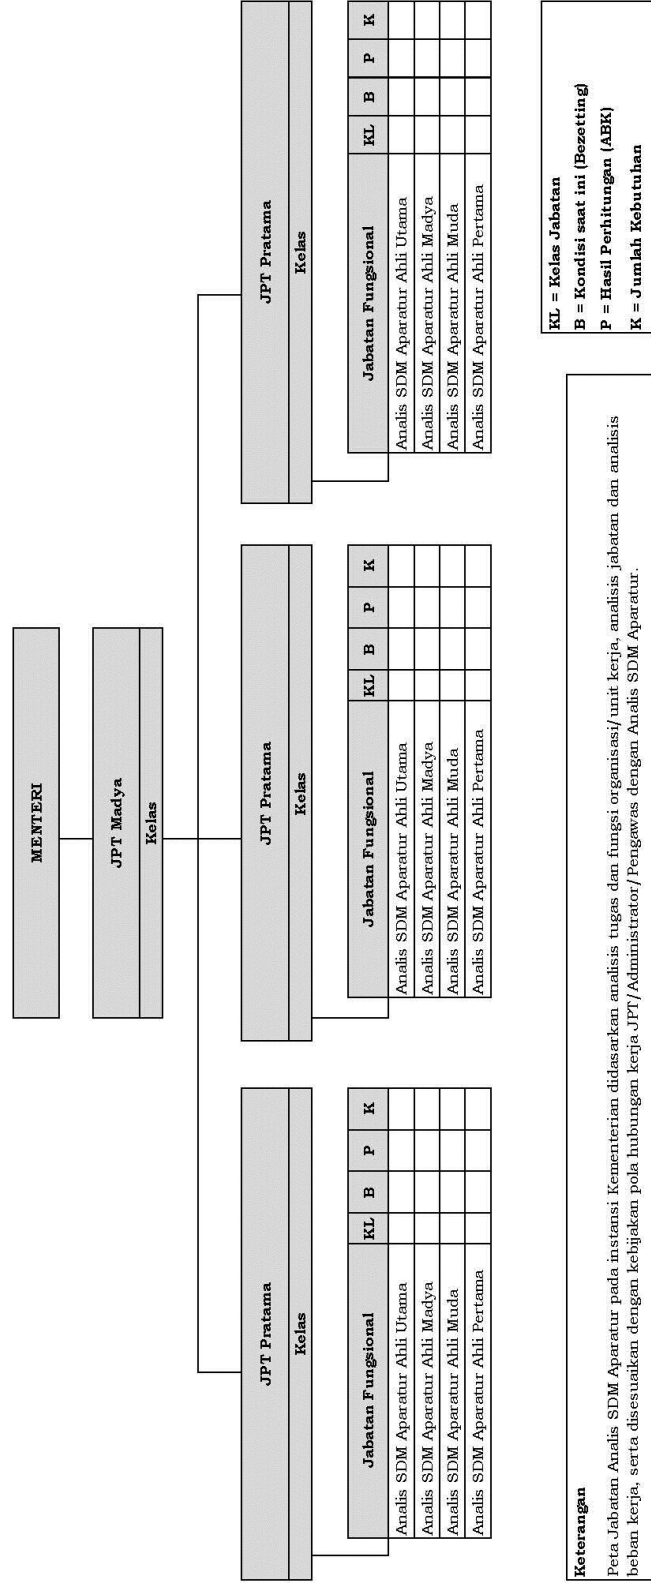 MENTERI
JPT Madya
Kelas
JPT Pratama
Kelas
Jabatan Fungsional KL B P K
Analis SDM Aparatur Ahli Utama
Analis SDM Aparatur Ahli Madya
Analis SDM Aparatur Ahli Muda
Analis SDM Aparatur Ahli Pertama
JPT Pratama
Kelas
Jabatan Fungsional KL B P K
Analis SDM Aparatur Ahli Utama
Analis SDM Aparatur Ahli Madya
Analis SDM Aparatur Ahli Muda
Analis SDM Aparatur Ahli Pertama
JPT Pratama
Kelas
Jabatan Fungsional KL B P K
Analis SDM Aparatur Ahli Utama
Analis SDM Aparatur Ahli Madya
Analis SDM Aparatur Ahli Muda
Analis SDM Aparatur Ahli Pertama
KL = Kelas Jabatan
B = Kondisi saat ini (Bezetting)
P = Hasil Perhitungan (ABK)
K = Jumlah Kebutuhan
Keterangan
Peta Jabatan Analis SDM Aparatur pada instansi Kementerian didasarkan analisis tugas dan fungsi organisasi/unit kerja, analisis jabatan dan analisis
beban kerja, serta disesuaikan dengan kebijakan pola hubungan kerja JPT/Administrator/Pengawas dengan Analis SDM Aparatur.